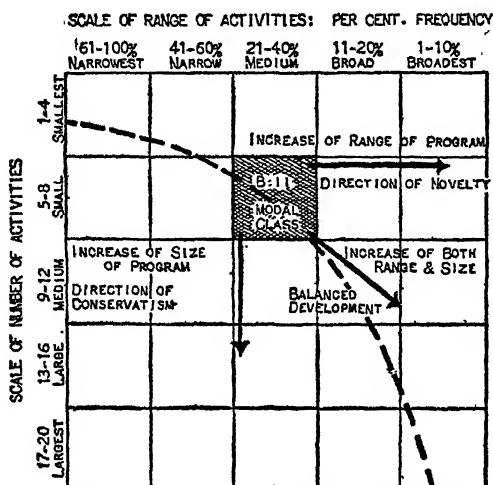 SCALE OF RANGE OF ACTIVITIES: PER CENT. FREQUENCY
61-100% 41-60% 21-40% 11-20% 1-10%
NARROWEST NARROW MEDIUM BROAD BROADEST
SCALE OF NUMBER OF ACTIVITIES
1-4
SMALLEST
INCREASE OF RANGE OF PROGRAM
5-8
SMALL
B:11
DIRECTION OF NOVELTY
MODAL
CLASS
9-12
MEDIUM
INCREASE OF SIZE
OF PROGRAM
INCREASE OF BOTH
RANGE & SIZE
DIRECTION OF
CONSERVATISM
BALANCED
DEVELOPMENT
13-16
LARGE
17-20
LARGEST